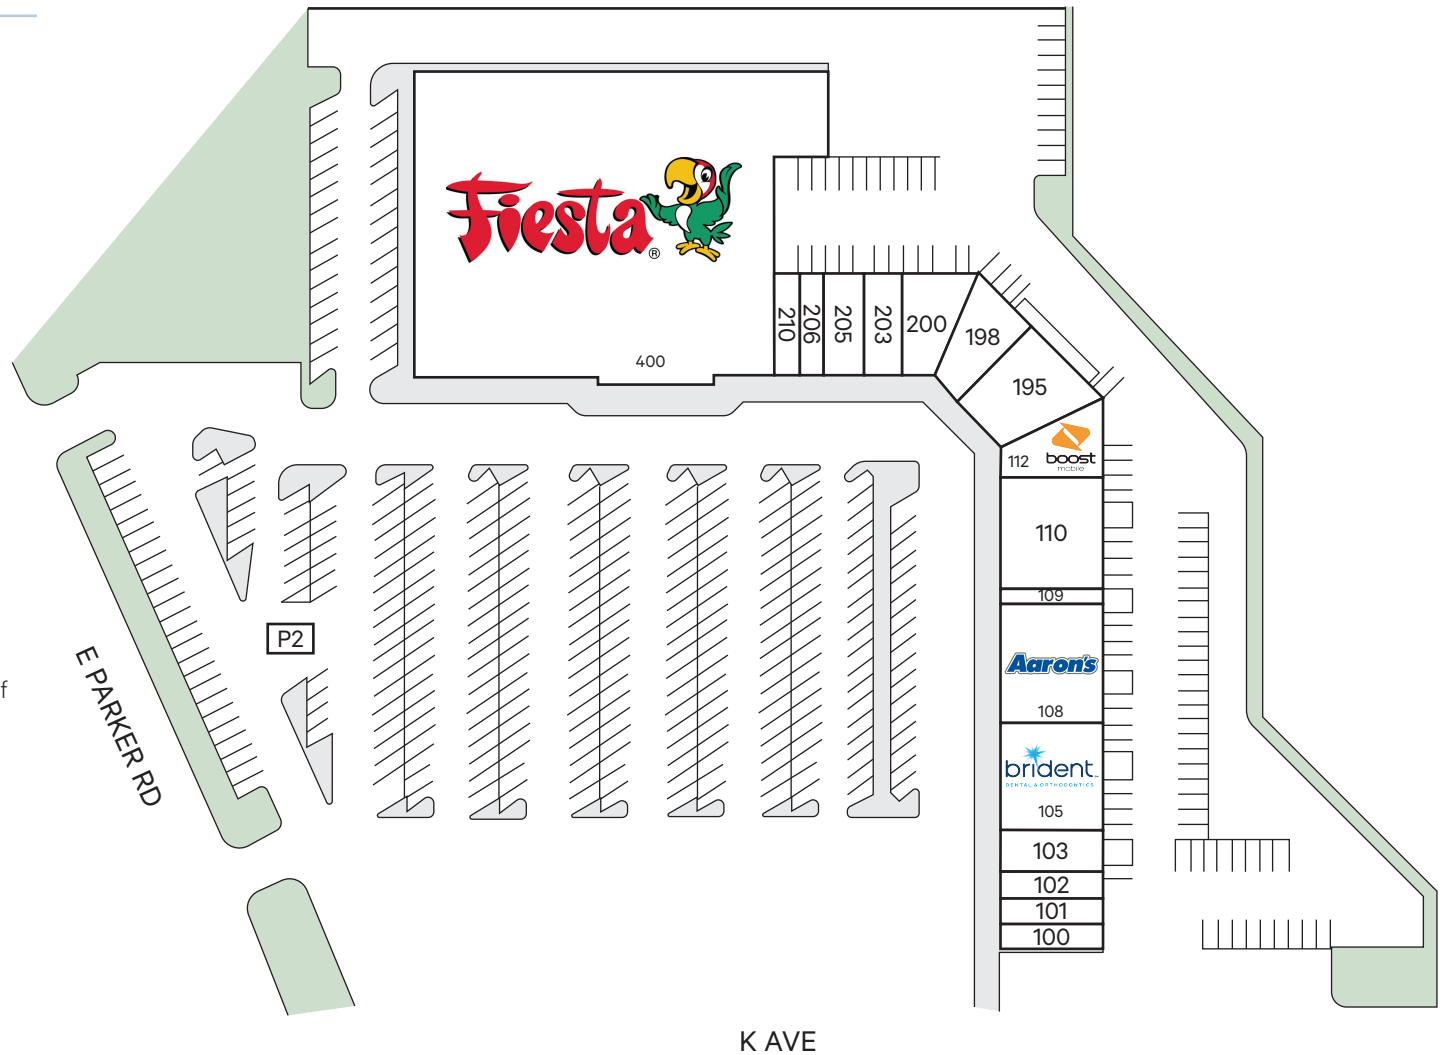 Fiesta®
400
210
206
205
203
200
198
195
112
boost
mobile
110
109
Aaron's
108
brident
DENTAL & ORTHODONTICS
105
103
102
101
100
P2
E PARKER RD
f
K AVE